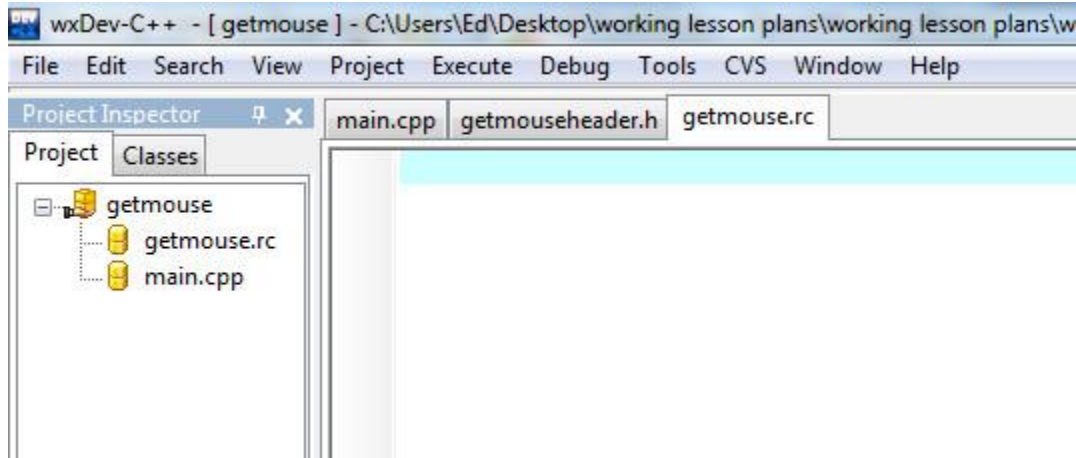 wxDev-C++ - [ getmouse ] - C:\Users\Ed\Desktop\working lesson plans\working lesson plans\w
File Edit Search View Project Execute Debug Tools CVS Window Help
Project Inspector
main.cpp getmouseheader.h getmouse.rc
Project Classes
getmouse
getmouse.rc
main.cpp